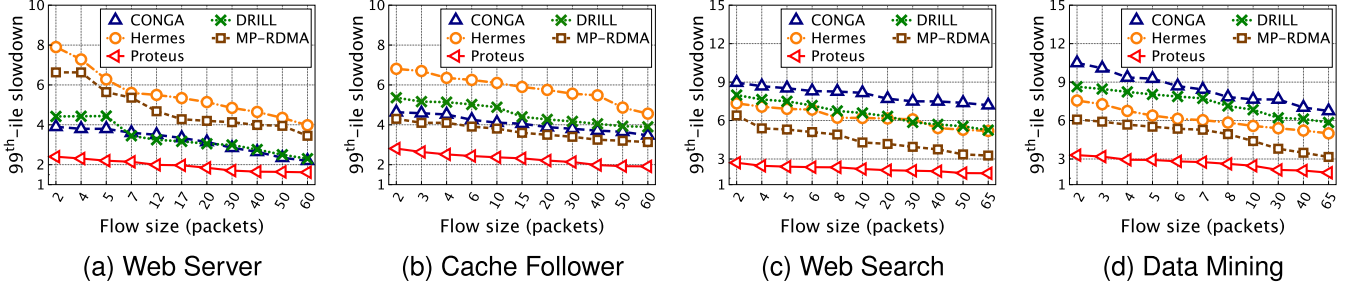 10
8
6
4
2
1
99th-ile slowdown
CONGA
DRILL
Hermes
MP-RDMA
Proteus
2 4 5 7 12 17 20 30 40 50 60
Flow size (packets)
(a) Web Server
10
8
6
4
2
1
99th-ile slowdown
CONGA
DRILL
Hermes
MP-RDMA
Proteus
2 3 4 6 10 15 20 30 40 50 60
Flow size (packets)
(b) Cache Follower
15
12
9
6
3
1
99th-ile slowdown
CONGA
DRILL
Hermes
MP-RDMA
Proteus
2 4 5 6 8 10 20 30 40 50 65
Flow size (packets)
(c) Web Search
15
12
9
6
3
1
99th-ile slowdown
CONGA
DRILL
Hermes
MP-RDMA
Proteus
2 3 4 5 6 7 8 10 30 40 65
Flow size (packets)
(d) Data Mining